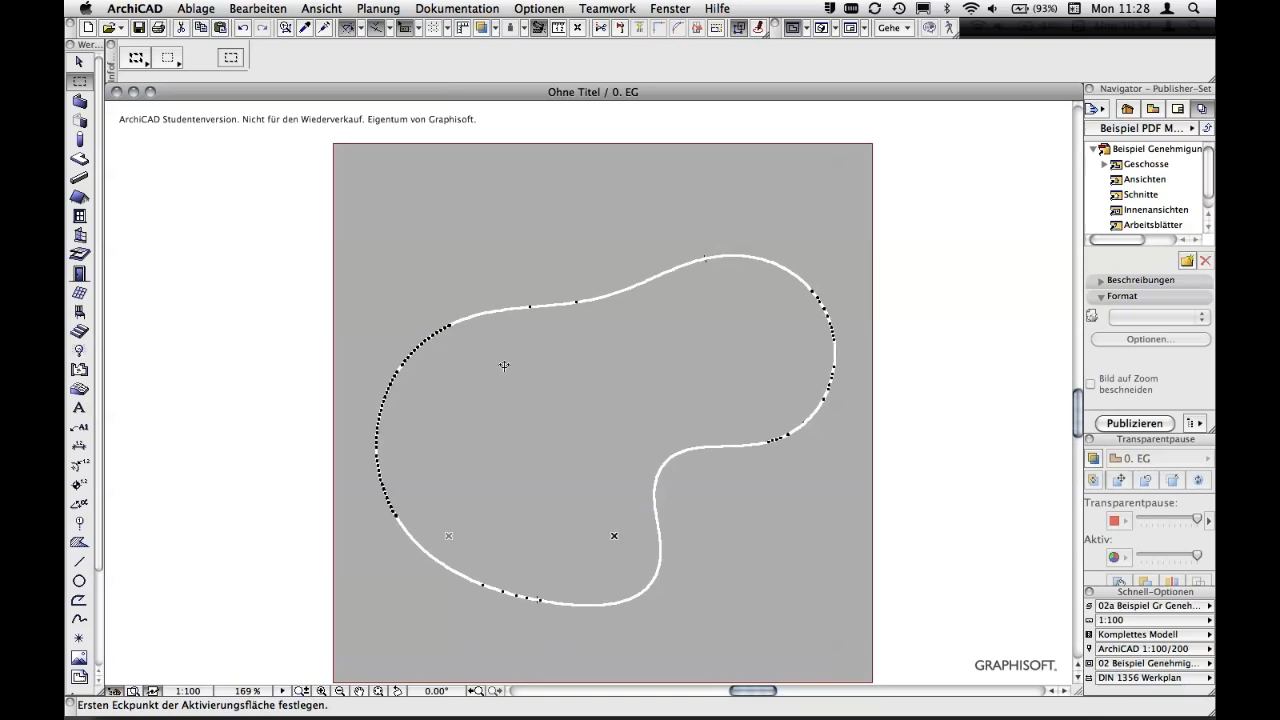 ArchiCAD Ablage Bearbeiten Ansicht Planung Dokumentation Optionen Teamwork Fenster Hilfe (93%) Mon 11:28
Gehe
Wer...
Infof...
Ohne Titel / 0. EG
Navigator - Publisher-Set
ArchiCAD Studentenversion. Nicht für den Wiederverkauf. Eigentum von Graphisoft.
Beispiel PDF M...
Beispiel Genehmigun
Geschosse
Ansichten
Schnitte
Innenansichten
Arbeitsblätter
Beschreibungen
Format
Optionen...
Bild auf Zoom
beschneiden
Publizieren
Transparentpause
0. EG
Transparentpause:
Aktiv:
Schnell-Optionen
02a Beispiel Gr Geneh...
1:100
Komplettes Modell
ArchiCAD 1:100/200
02 Beispiel Genehmig...
DIN 1356 Werkplan
GRAPHISOFT.
1:100 169 % 0.00°
Ersten Eckpunkt der Aktivierungsfläche festlegen.